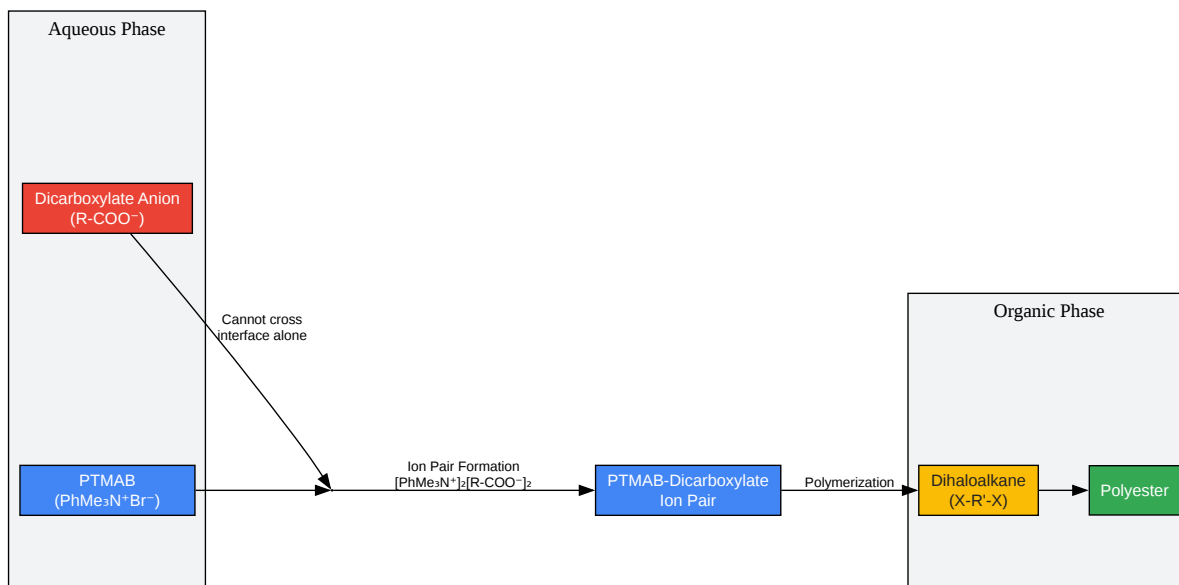 Aqueous Phase
Dicarboxylate Anion
(R-COO⁻)
Cannot cross
interface alone
PTMAB
(PhMe₃N⁺Br⁻)
Ion Pair Formation
[PhMe₃N⁺]₂[R-COO⁻]₂
PTMAB-Dicarboxylate
Ion Pair
Polymerization
Organic Phase
Dihaloalkane
(X-R'-X)
Polyester